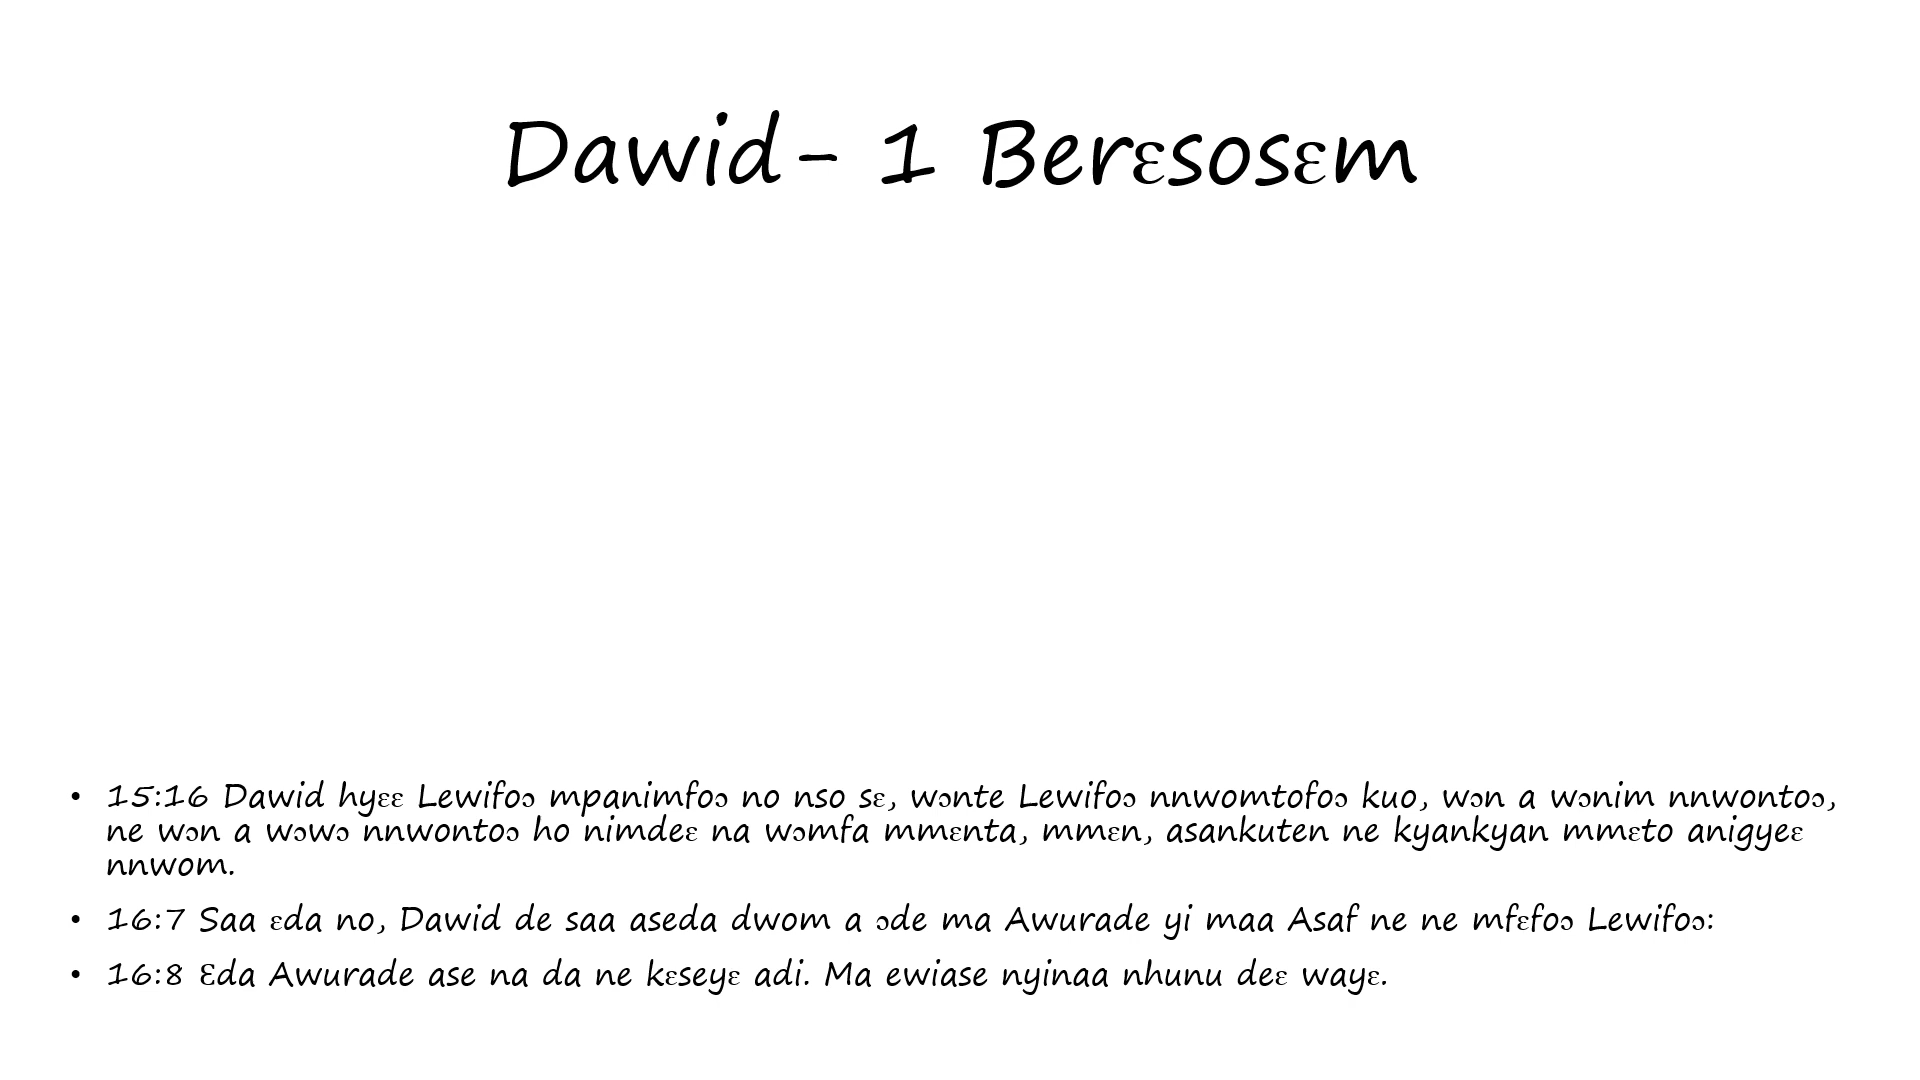 Dawid- 1 Berɛsosɛm
• 15:16 Dawid hyɛɛ Lewifoɔ mpanimfoɔ no nso sɛ, wɔnte Lewifoɔ nnwomtofoɔ kuo, wɔn a wɔnim nnwontoɔ,
ne wɔn a wɔwɔ nnwontoɔ ho nimdeɛ na wɔmfa mmɛnta, mmɛn, asankuten ne kyankyan mmɛto anigyeɛ
nnwom.
• 16:7 Saa ɛda no, Dawid de saa aseda dwom a ɔde ma Awurade yi maa Asaf ne ne mfɛfoɔ Lewifoɔ:
• 16:8 Ɛda Awurade ase na da ne kɛseyɛ adi. Ma ewiase nyinaa nhunu deɛ wayɛ.